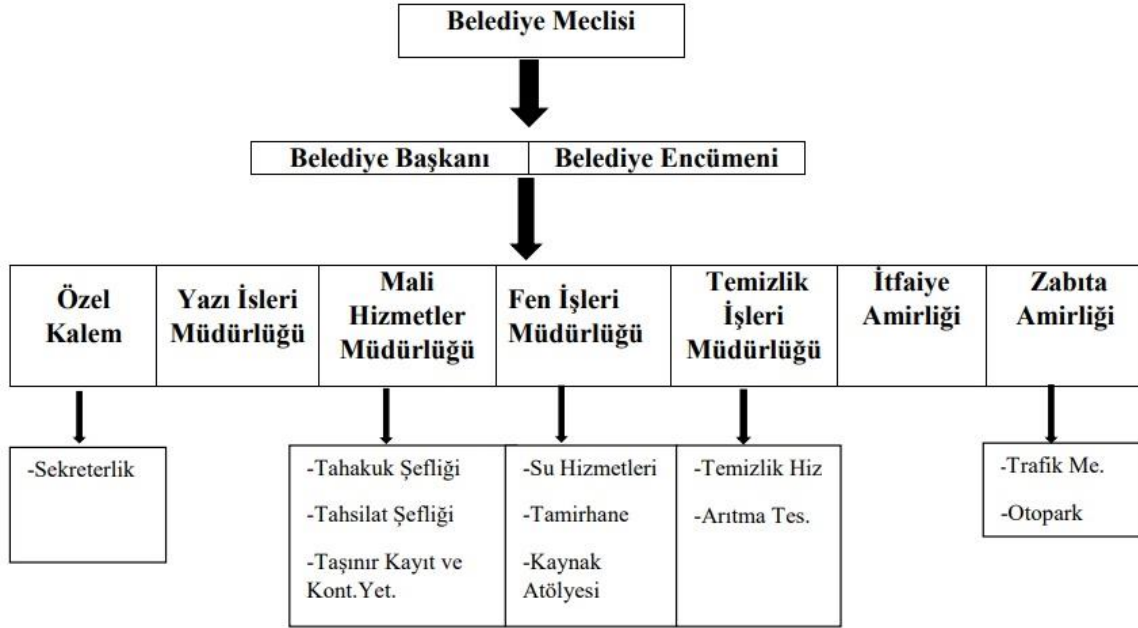 Belediye Meclisi
Belediye Başkanı
Belediye Encümeni
Özel
Kalem
Yazı İsleri
Müdürlüğü
Mali
Hizmetler
Müdürlüğü
Fen İşleri
Müdürlüğü
Temizlik
İşleri
Müdürlüğü
İtfaiye
Amirliği
Zabıta
Amirliği
-Sekreterlik
-Tahakuk Şefliği
-Tahsilat Şefliği
-Taşınır Kayıt ve
Kont.Yet.
-Su Hizmetleri
-Tamirhane
-Kaynak
Atölyesi
-Temizlik Hiz
-Arıtma Tes.
-Trafik Me.
-Otopark